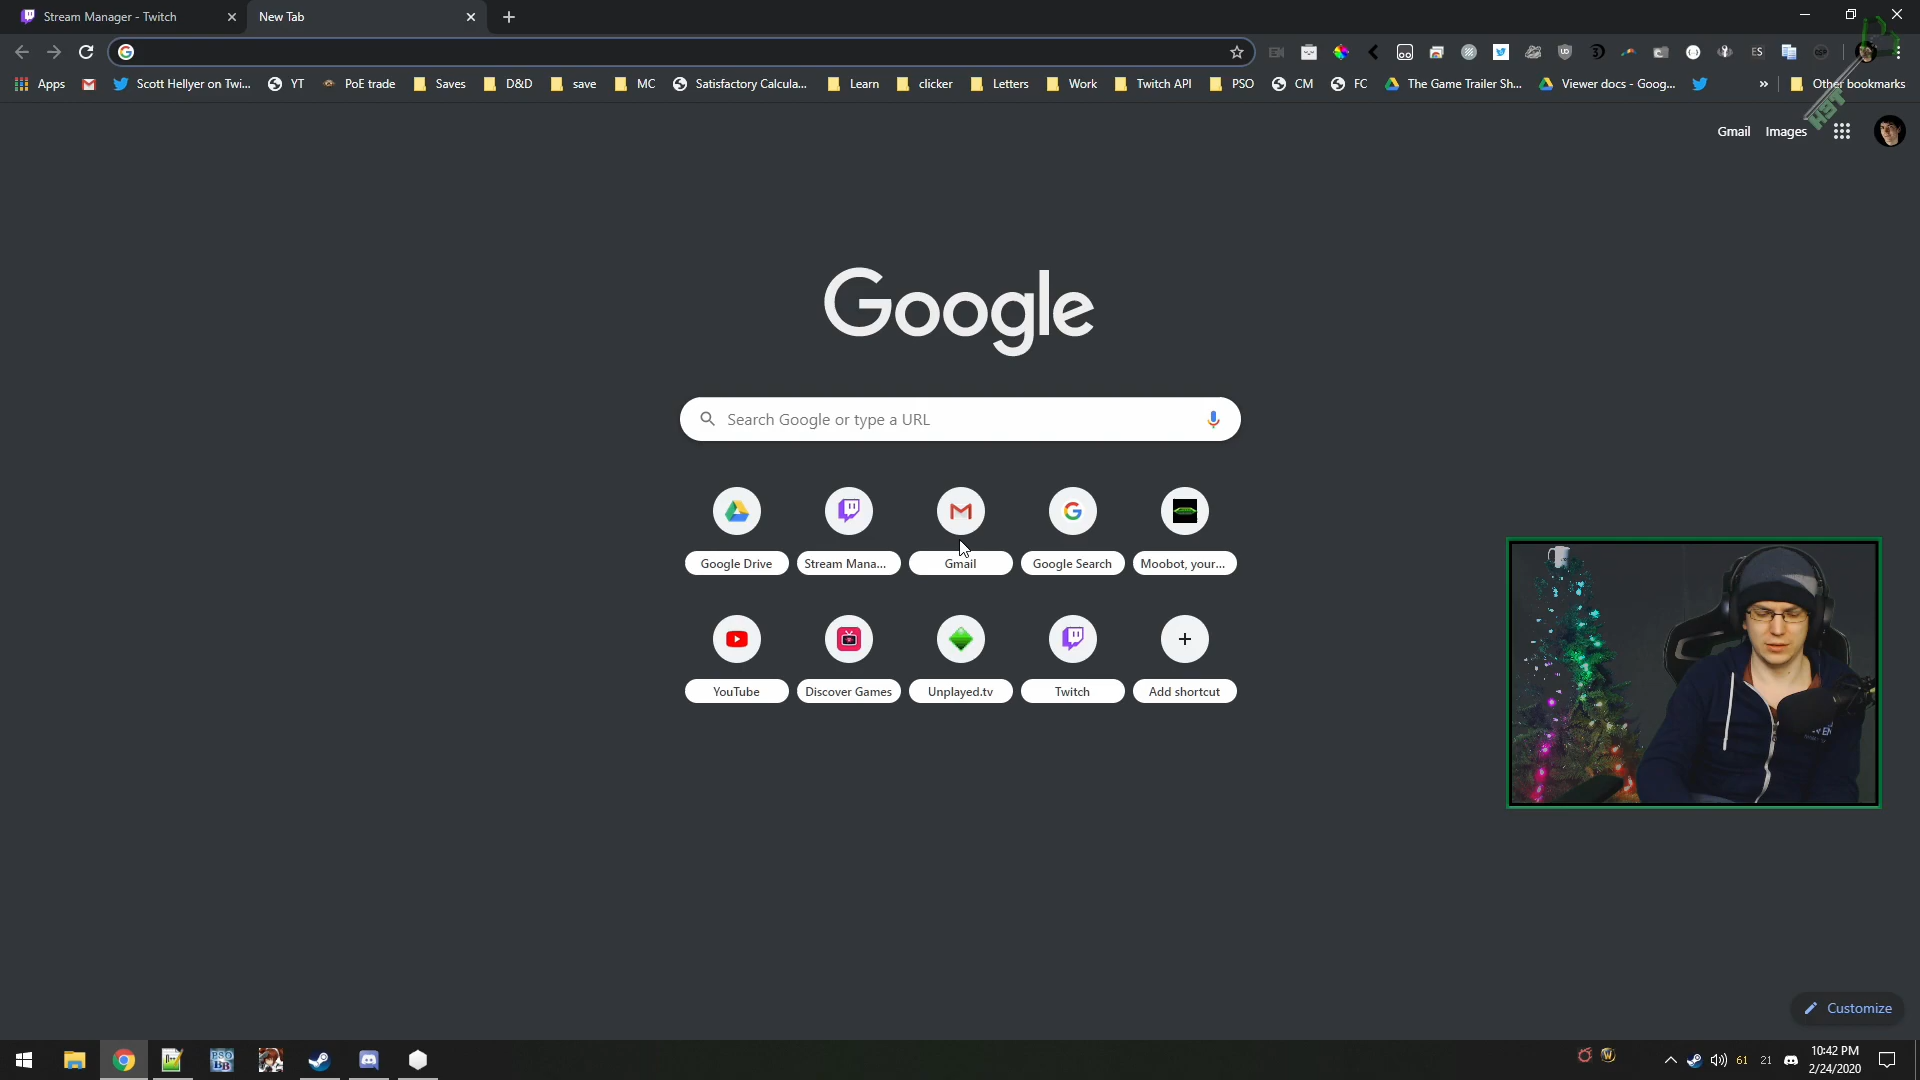 Stream Manager - Twitch
New Tab
Apps
Scott Hellyer on Twi...
YT
PoE trade
Saves
D&D
save
MC
Satisfactory Calcula...
Learn
clicker
Letters
Work
Twitch API
PSO
CM
FC
The Game Trailer Sh...
Viewer docs - Goog...
»
Other bookmarks
Gmail
Images
Google
Search Google or type a URL
Google Drive
Stream Mana...
Gmail
Google Search
Moobot, your...
YouTube
Discover Games
Unplayed.tv
Twitch
Add shortcut
Customize
61
21
10:42 PM
2/24/2020